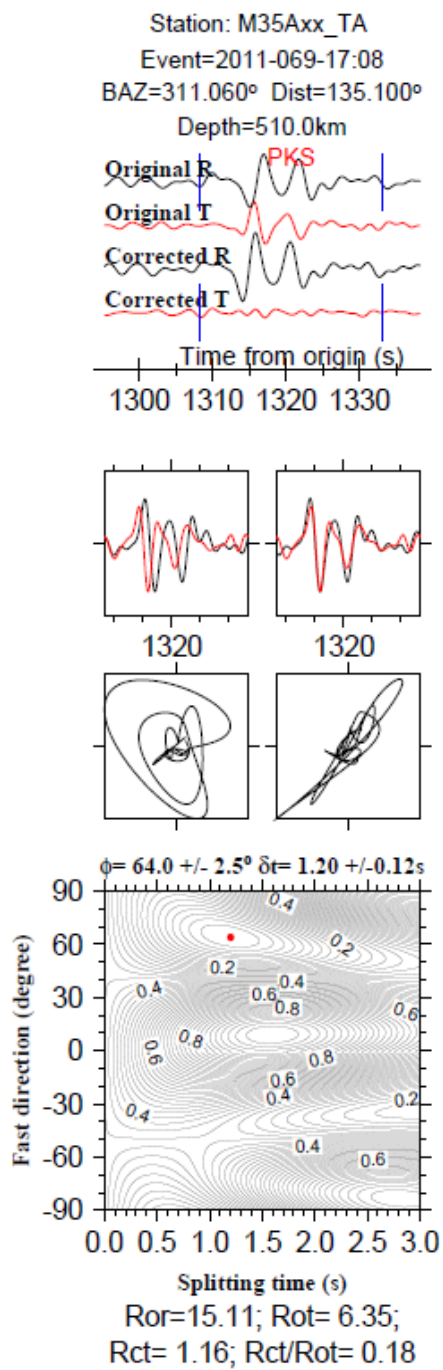 Station: M35Axx_TA
Event=2011-069-17:08
BAZ=311.060º Dist=135.100º
Depth=510.0km
PKS
Original R
Original T
Corrected R
Corrected T
Time from origin (s)
1300 1310 1320 1330
1320 1320
ϕ= 64.0 +/- 2.5º δt= 1.20 +/-0.12s
90
60
30
0
-30
-60
-90
Fast direction (degree)
0.4
0.2
0.2
0.4
0.4
0.6
0.8
0.6
0.6
0.8
0.8
0.6
0.4
0.4
0.2
0.4
0.6
0.0 0.5 1.0 1.5 2.0 2.5 3.0
Splitting time (s)
Ror=15.11; Rot= 6.35;
Rct= 1.16; Rct/Rot= 0.18